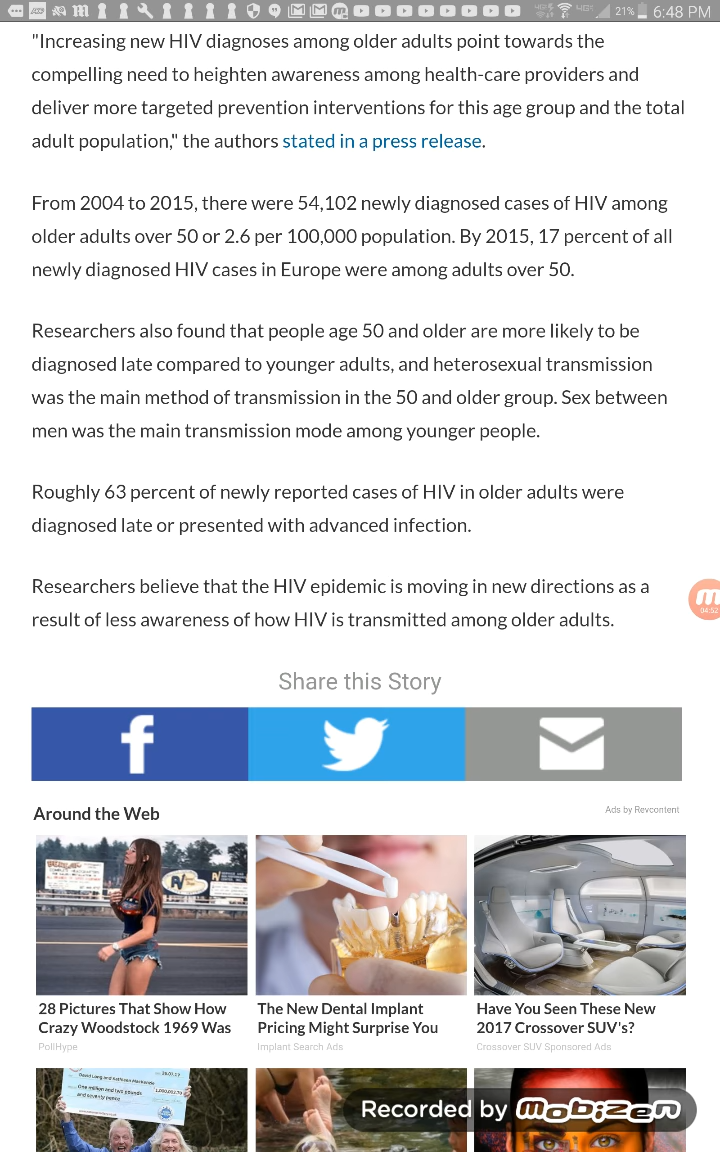 21% 6:48 PM
"Increasing new HIV diagnoses among older adults point towards the
compelling need to heighten awareness among health-care providers and
deliver more targeted prevention interventions for this age group and the total
adult population," the authors stated in a press release.
From 2004 to 2015, there were 54,102 newly diagnosed cases of HIV among
older adults over 50 or 2.6 per 100,000 population. By 2015, 17 percent of all
newly diagnosed HIV cases in Europe were among adults over 50.
Researchers also found that people age 50 and older are more likely to be
diagnosed late compared to younger adults, and heterosexual transmission
was the main method of transmission in the 50 and older group. Sex between
men was the main transmission mode among younger people.
Roughly 63 percent of newly reported cases of HIV in older adults were
diagnosed late or presented with advanced infection.
Researchers believe that the HIV epidemic is moving in new directions as a
result of less awareness of how HIV is transmitted among older adults.
04:52
Share this Story
Around the Web
Ads by Revcontent
28 Pictures That Show How
Crazy Woodstock 1969 Was
PollHype
The New Dental Implant
Pricing Might Surprise You
Implant Search Ads
Have You Seen These New
2017 Crossover SUV's?
Crossover SUV Sponsored Ads
One million and two pounds
and seventy pence
Recorded by mobizen